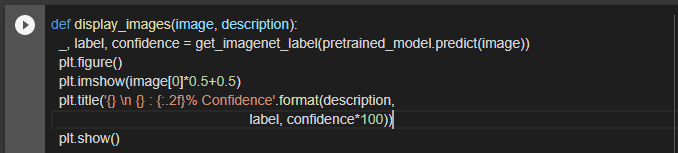 def display_images(image, description):
  _, label, confidence = get_imagenet_label(pretrained_model.predict(image))
  plt.figure()
  plt.imshow(image[0]*0.5+0.5)
  plt.title('{} \n {} : {:.2f}% Confidence'.format(description,
                                                   label, confidence*100))
  plt.show()